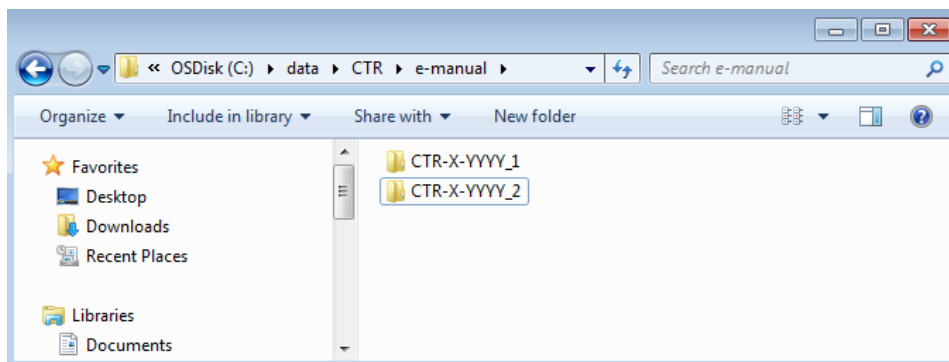 « OSDisk (C:) ▸ data ▸ CTR ▸ e-manual ▸
Search e-manual
Organize ▾ Include in library ▾ Share with ▾ New folder
Favorites
Desktop
Downloads
Recent Places
Libraries
Documents
CTR-X-YYYY_1
CTR-X-YYYY_2